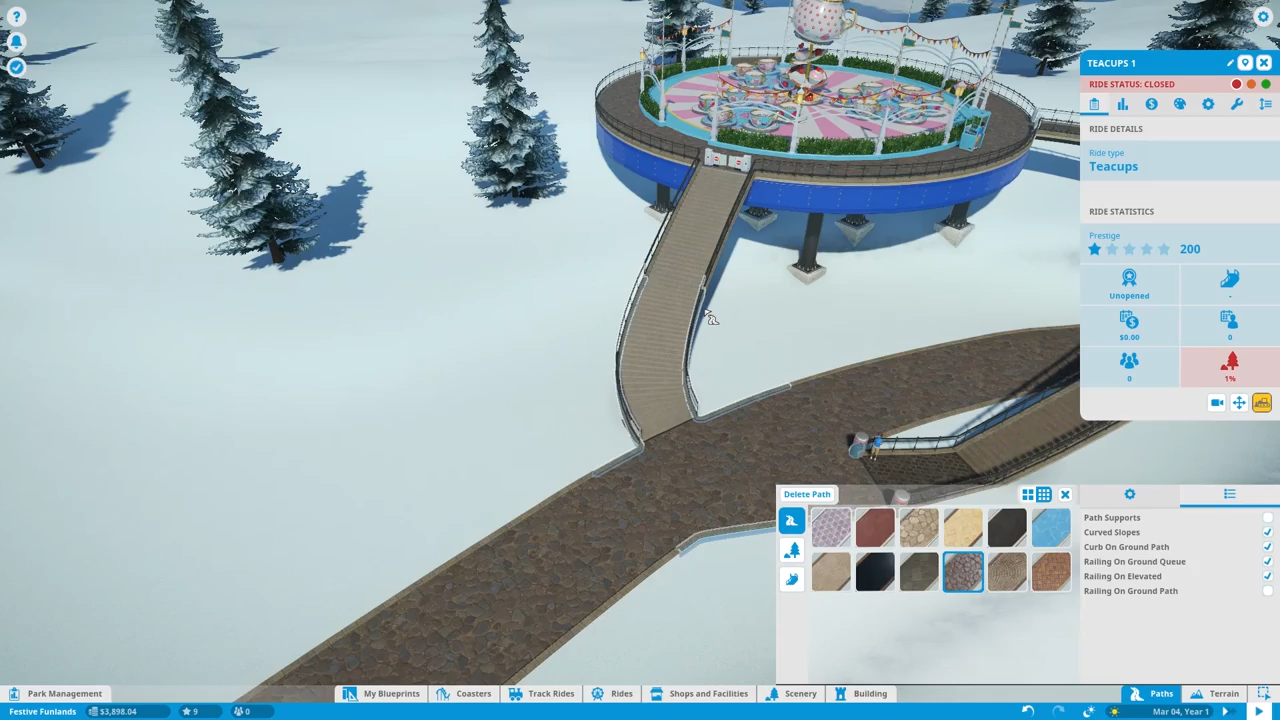 TEACUPS 1
RIDE STATUS: CLOSED
RIDE DETAILS
Ride type
Teacups
RIDE STATISTICS
Prestige
200
Unopened
-
$0.00
0
0
1%
Delete Path
Path Supports
Curved Slopes
Curb On Ground Path
Railing On Ground Queue
Railing On Elevated
Railing On Ground Path
Park Management
My Blueprints
Coasters
Track Rides
Rides
Shops and Facilities
Scenery
Building
Paths
Terrain
Festive Funlands
$3,898.04
9
0
Mar 04, Year 1